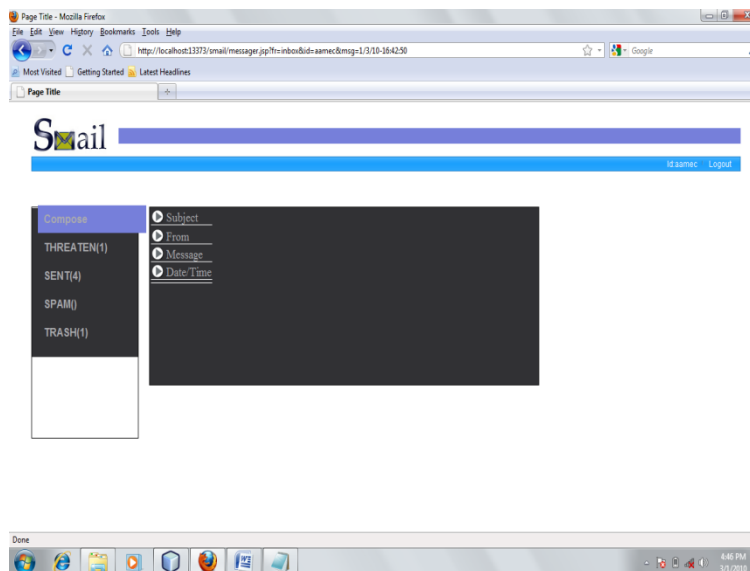 Page Title - Mozilla Firefox
File Edit View History Bookmarks Tools Help
http://localhost:13373/smail/messager.jsp?fr=inbox&id=aamec&msg=1/3/10-16:42:50
Google
Most Visited Getting Started Latest Headlines
Page Title
Smail
Id:aamec Logout
Compose
THREATEN(1)
SENT(4)
SPAM()
TRASH(1)
Subject
From
Message
Date/Time
Done
4:46 PM
3/1/2010